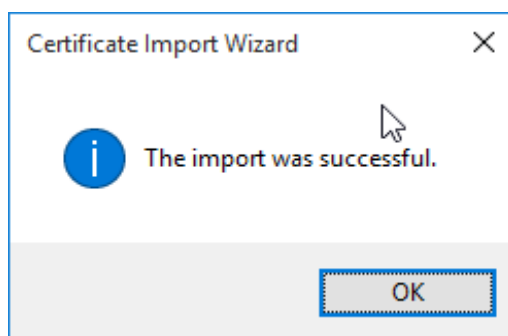 Certificate Import Wizard
The import was successful.
OK